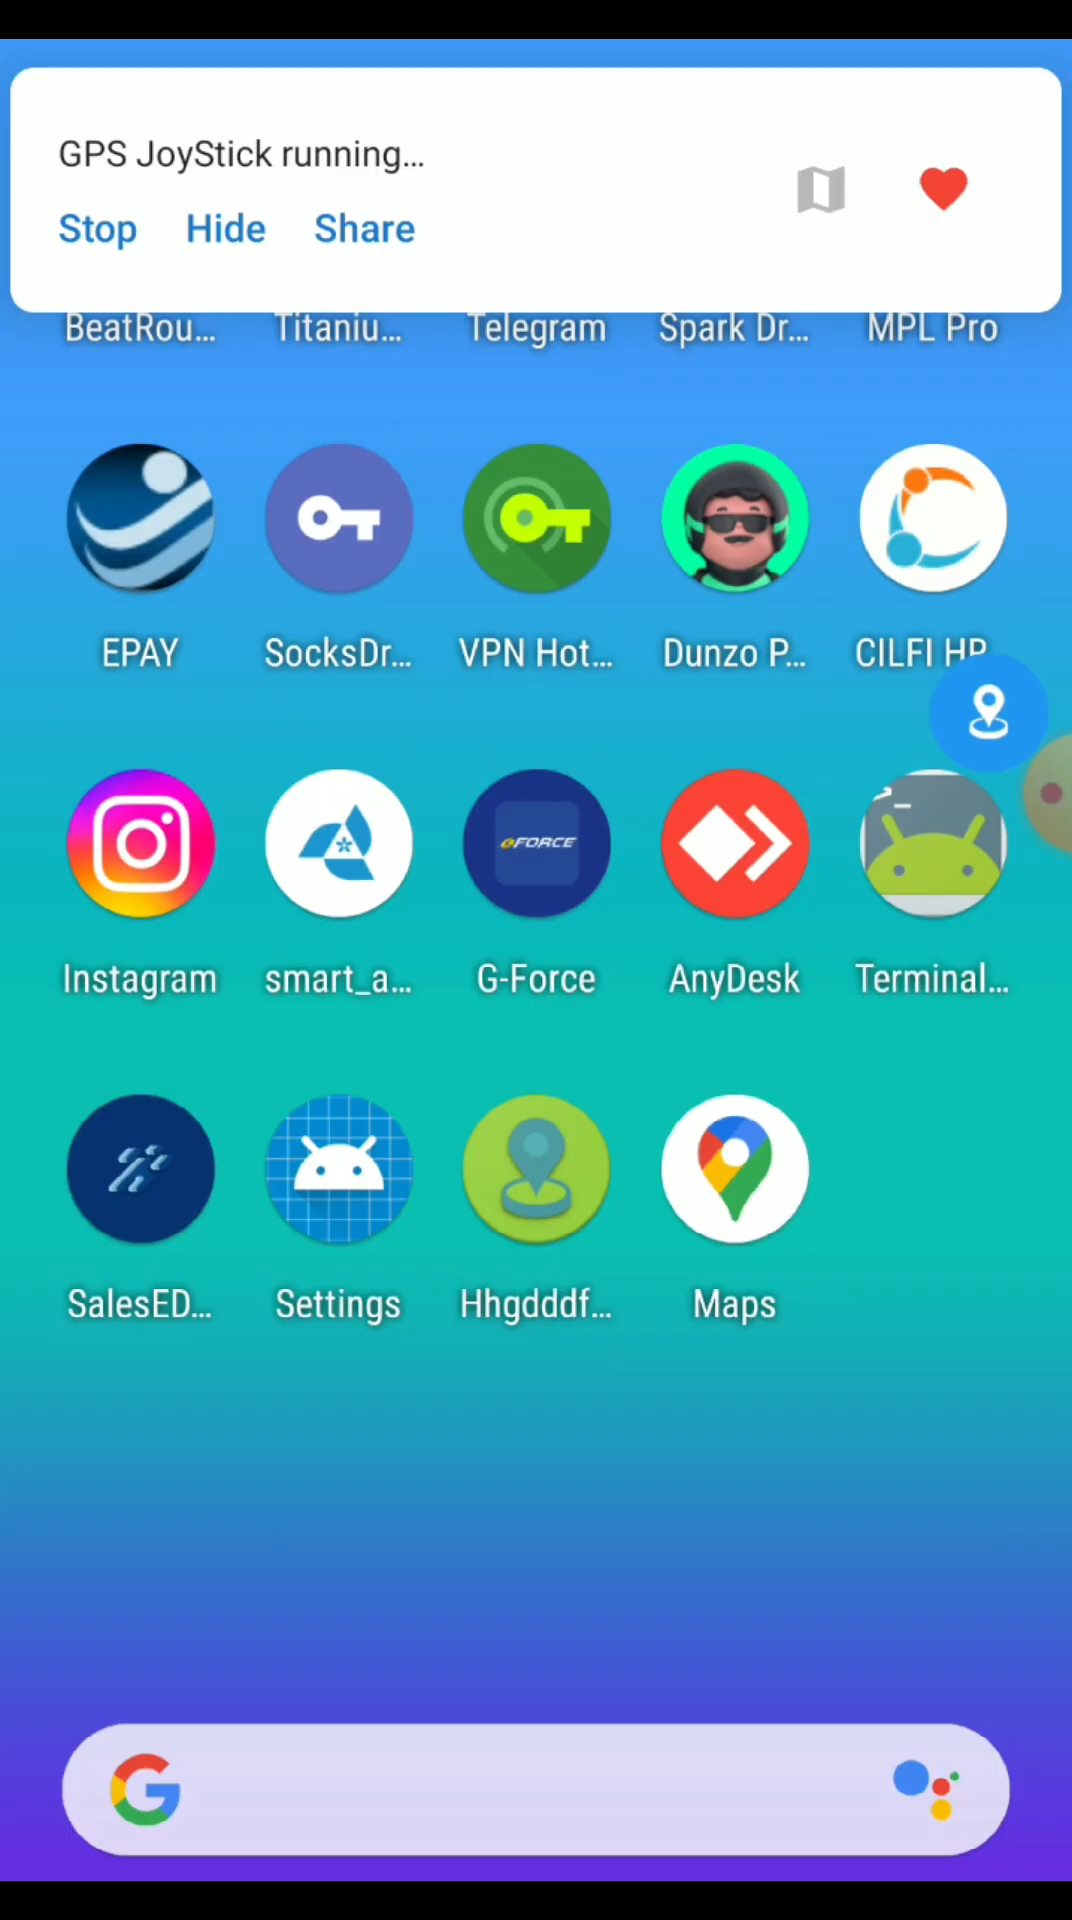 GPS JoyStick running...
Stop Hide Share
BeatRou... Titaniu... Telegram Spark Dr... MPL Pro
EPAY SocksDr... VPN Hot... Dunzo P... CILFI HP
GFORCE
Instagram smart_a... G-Force AnyDesk Terminal...
SalesED... Settings Hhgdddf... Maps